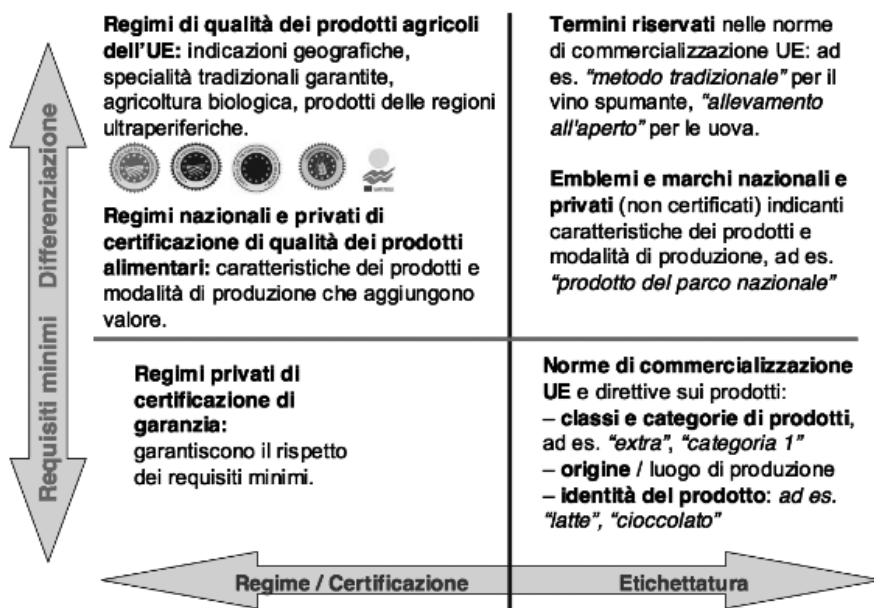 Regimi di qualità dei prodotti agricoli
dell'UE: indicazioni geografiche,
specialità tradizionali garantite,
agricoltura biologica, prodotti delle regioni
ultraperiferiche.
Regimi nazionali e privati di
certificazione di qualità dei prodotti
alimentari: caratteristiche dei prodotti e
modalità di produzione che aggiungono
valore.
Termini riservati nelle norme
di commercializzazione UE: ad
es. "metodo tradizionale" per il
vino spumante, "allevamento
all'aperto" per le uova.
Emblemi e marchi nazionali e
privati (non certificati) indicanti
caratteristiche dei prodotti e
modalità di produzione, ad es.
"prodotto del parco nazionale"
Regimi privati di
certificazione di
garanzia:
garantiscono il rispetto
dei requisiti minimi.
Norme di commercializzazione
UE e direttive sui prodotti:
– classi e categorie di prodotti,
ad es. "extra", "categoria 1"
– origine / luogo di produzione
– identità del prodotto: ad es.
"latte", "cioccolato"
Requisiti minimi Differenziazione
Regime / Certificazione Etichettatura